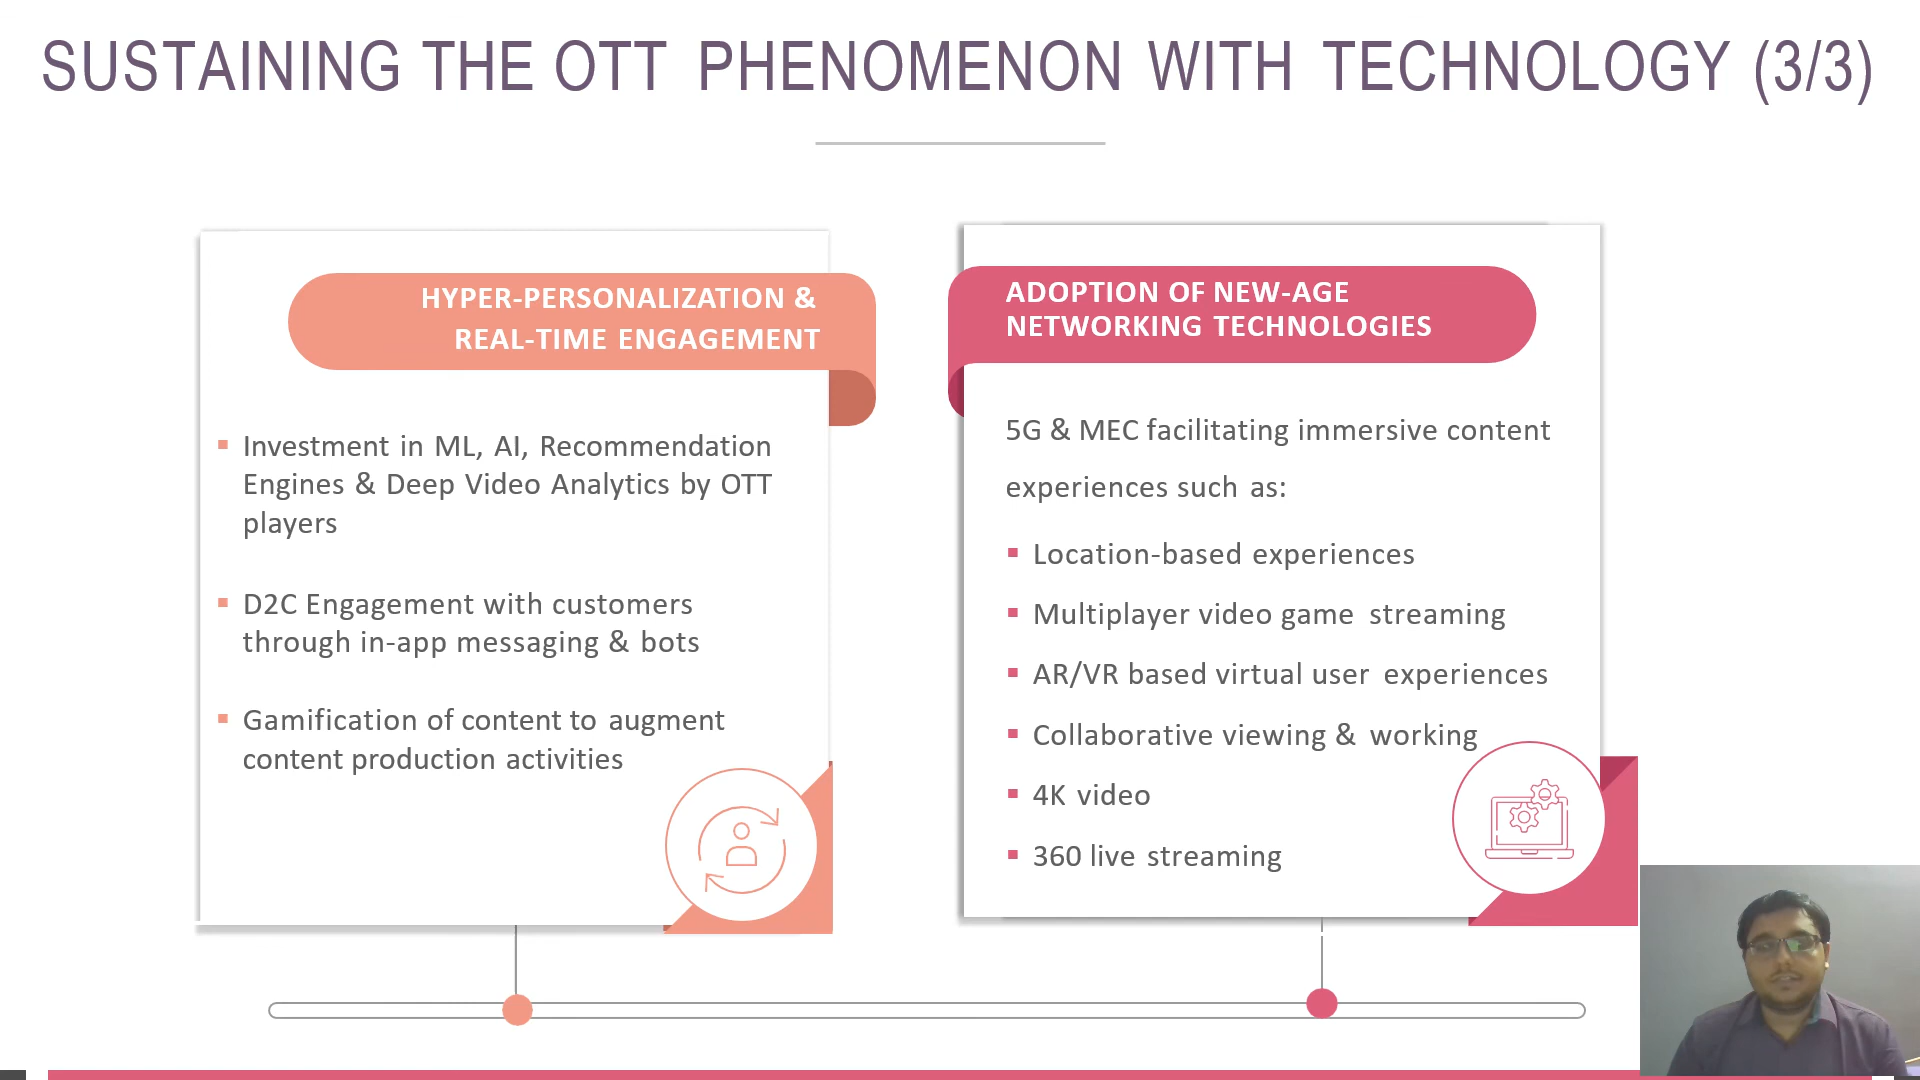 SUSTAINING THE OTT PHENOMENON WITH TECHNOLOGY (3/3)
HYPER-PERSONALIZATION &
REAL-TIME ENGAGEMENT
▪ Investment in ML, AI, Recommendation
Engines & Deep Video Analytics by OTT
players
▪ D2C Engagement with customers
through in-app messaging & bots
▪ Gamification of content to augment
content production activities
ADOPTION OF NEW-AGE
NETWORKING TECHNOLOGIES
5G & MEC facilitating immersive content
experiences such as:
▪ Location-based experiences
▪ Multiplayer video game streaming
▪ AR/VR based virtual user experiences
▪ Collaborative viewing & working
▪ 4K video
▪ 360 live streaming